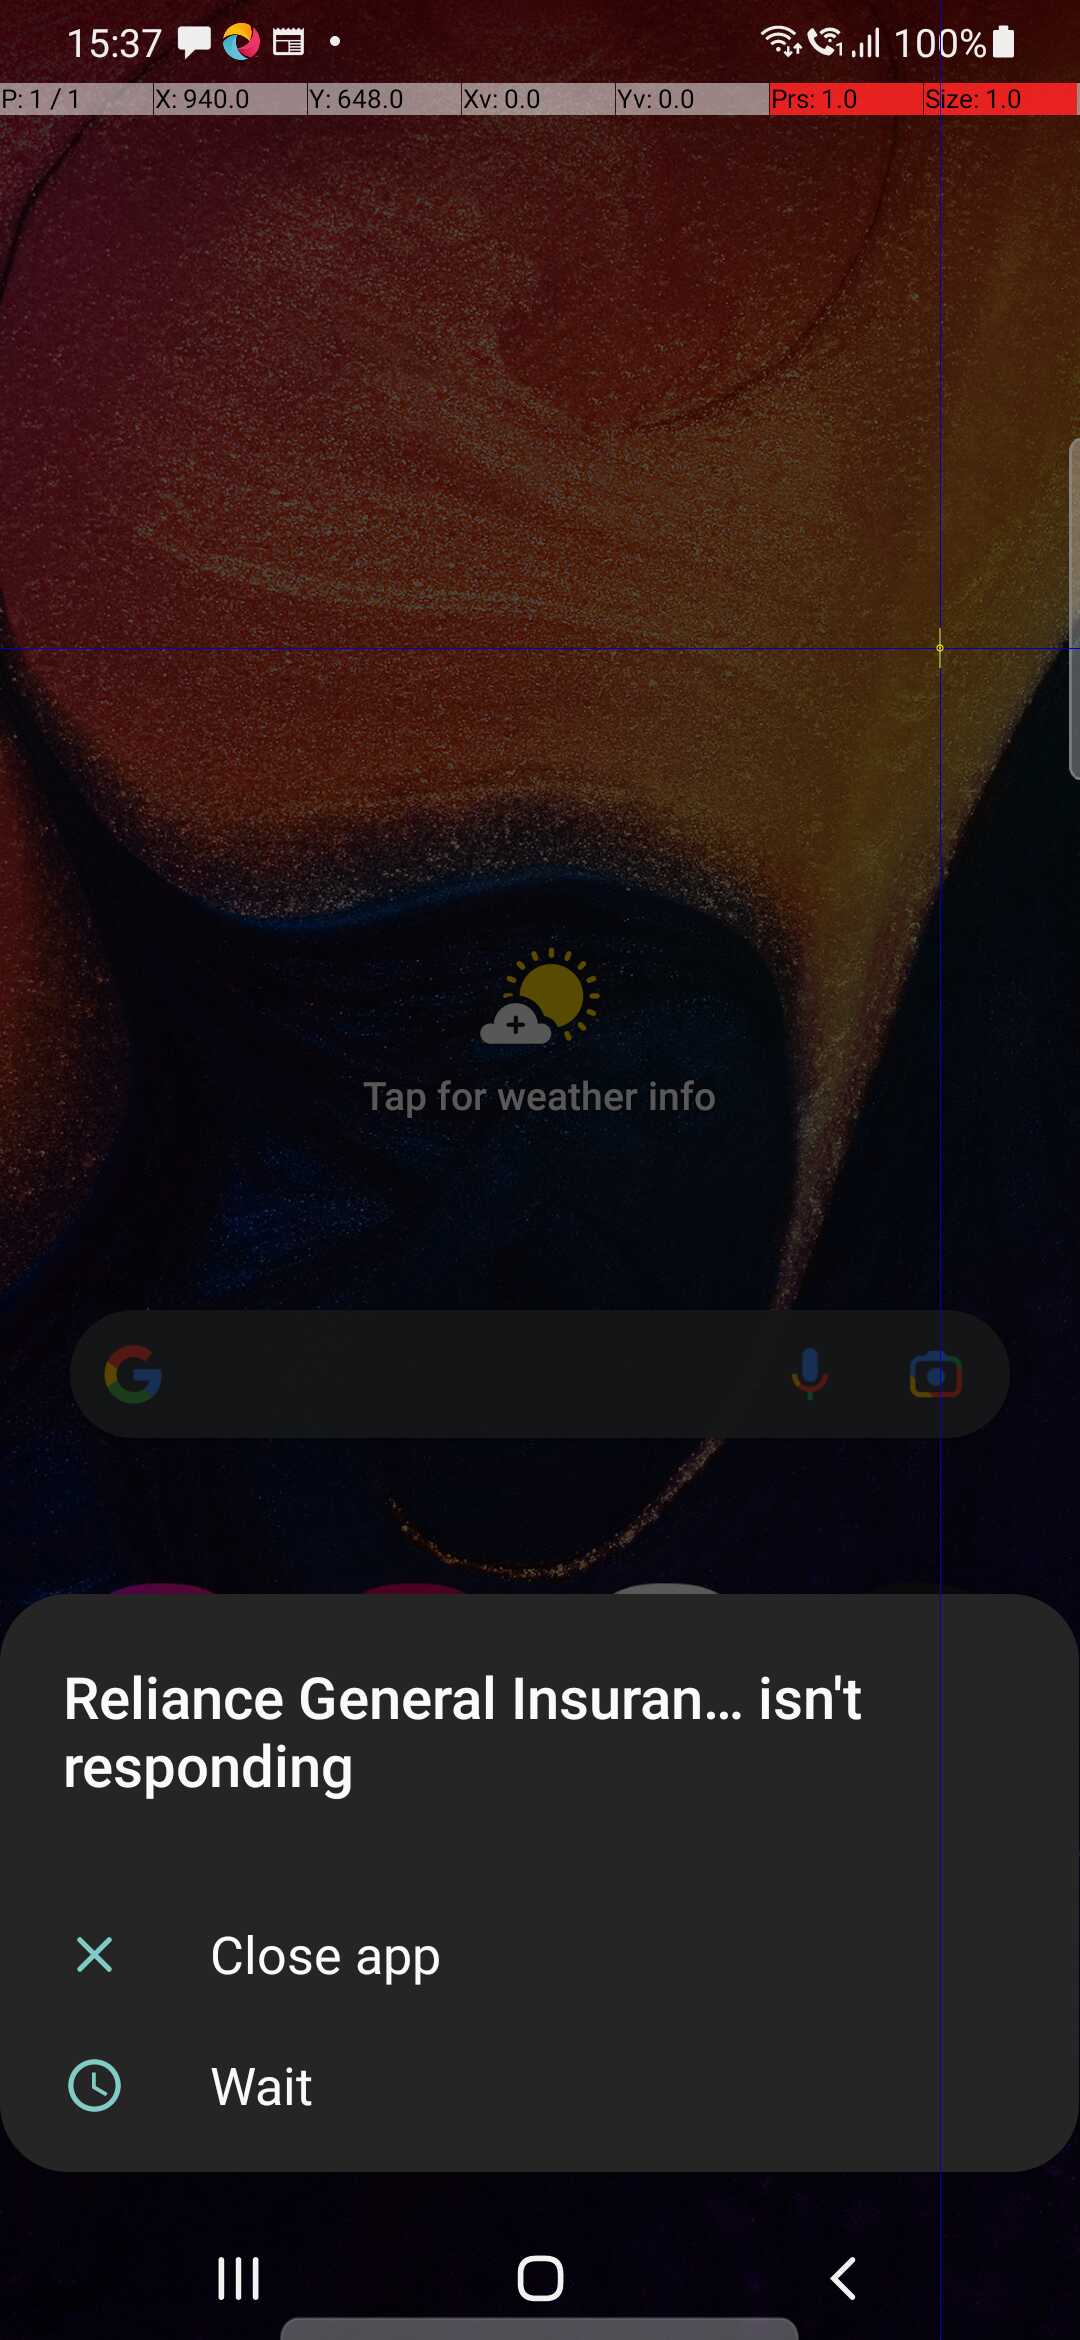 15:37 100%
P: 1 / 1 X: 940.0 Y: 648.0 Xv: 0.0 Yv: 0.0 Prs: 1.0 Size: 1.0
Tap for weather info
Reliance General Insuran... isn't
responding
Close app
Wait